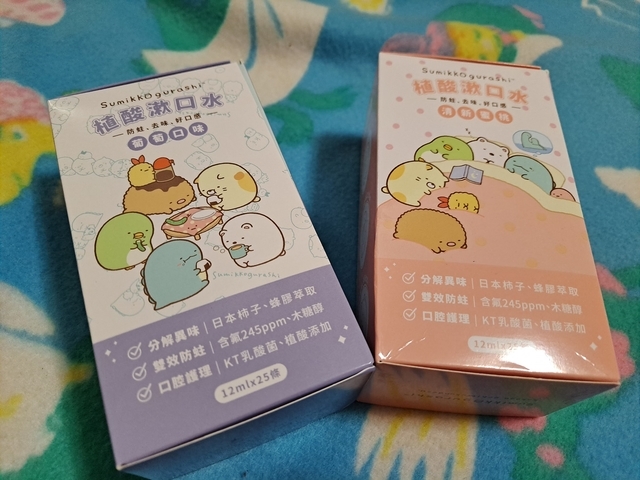 Sumikkogurashi
植酸漱口水
防蛀、去味、好口感
葡萄口味
Sumikkogurashi
分解異味｜日本柿子、蜂膠萃取
雙效防蛀｜含氟245ppm、木糖醇
口腔護理｜KT乳酸菌、植酸添加
12mlx25條
Sumikkogurashi
植酸漱口水
防蛀、去味、好口感
清新蜜桃
分解異味｜日本柿子、蜂膠萃取
雙效防蛀｜含氟245ppm、木糖醇
口腔護理｜KT乳酸菌、植酸添加
12mlx